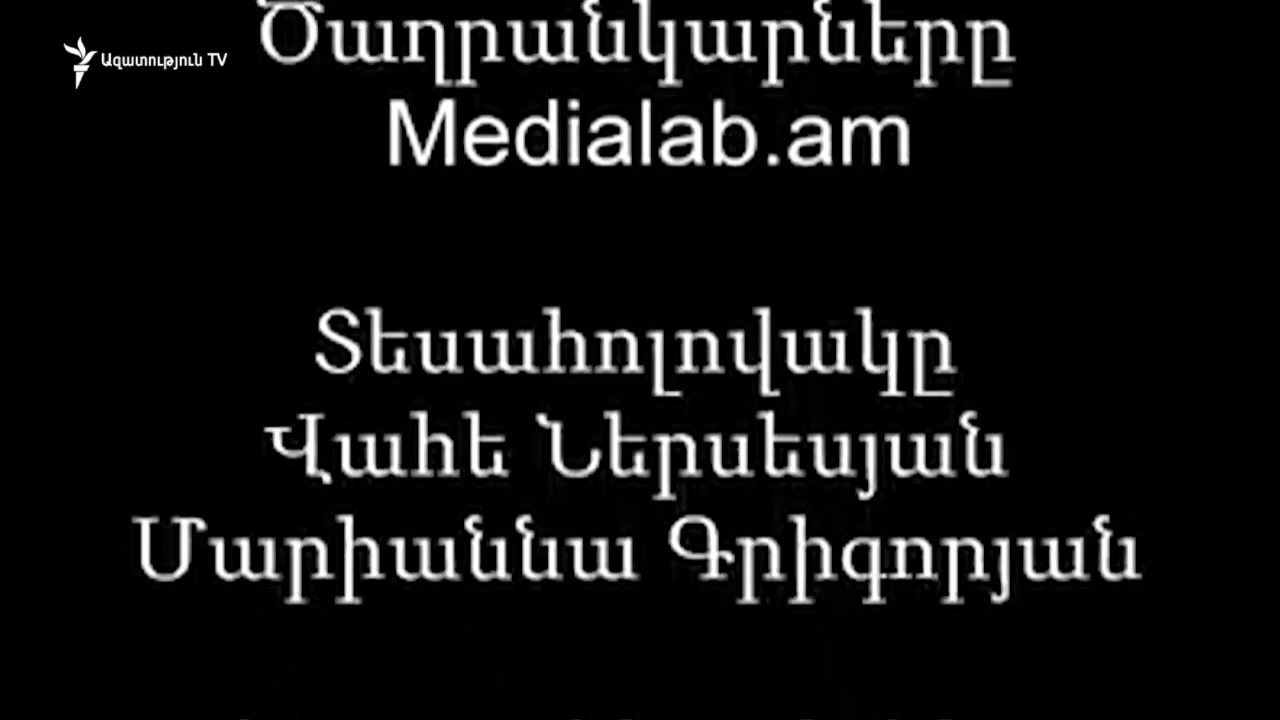 Ազատություն TV
Ծաղրանկարները
Medialab.am
Տեսահոլովակը
Վահե Ներսեսյան
Մարիաննա Գրիգորյան